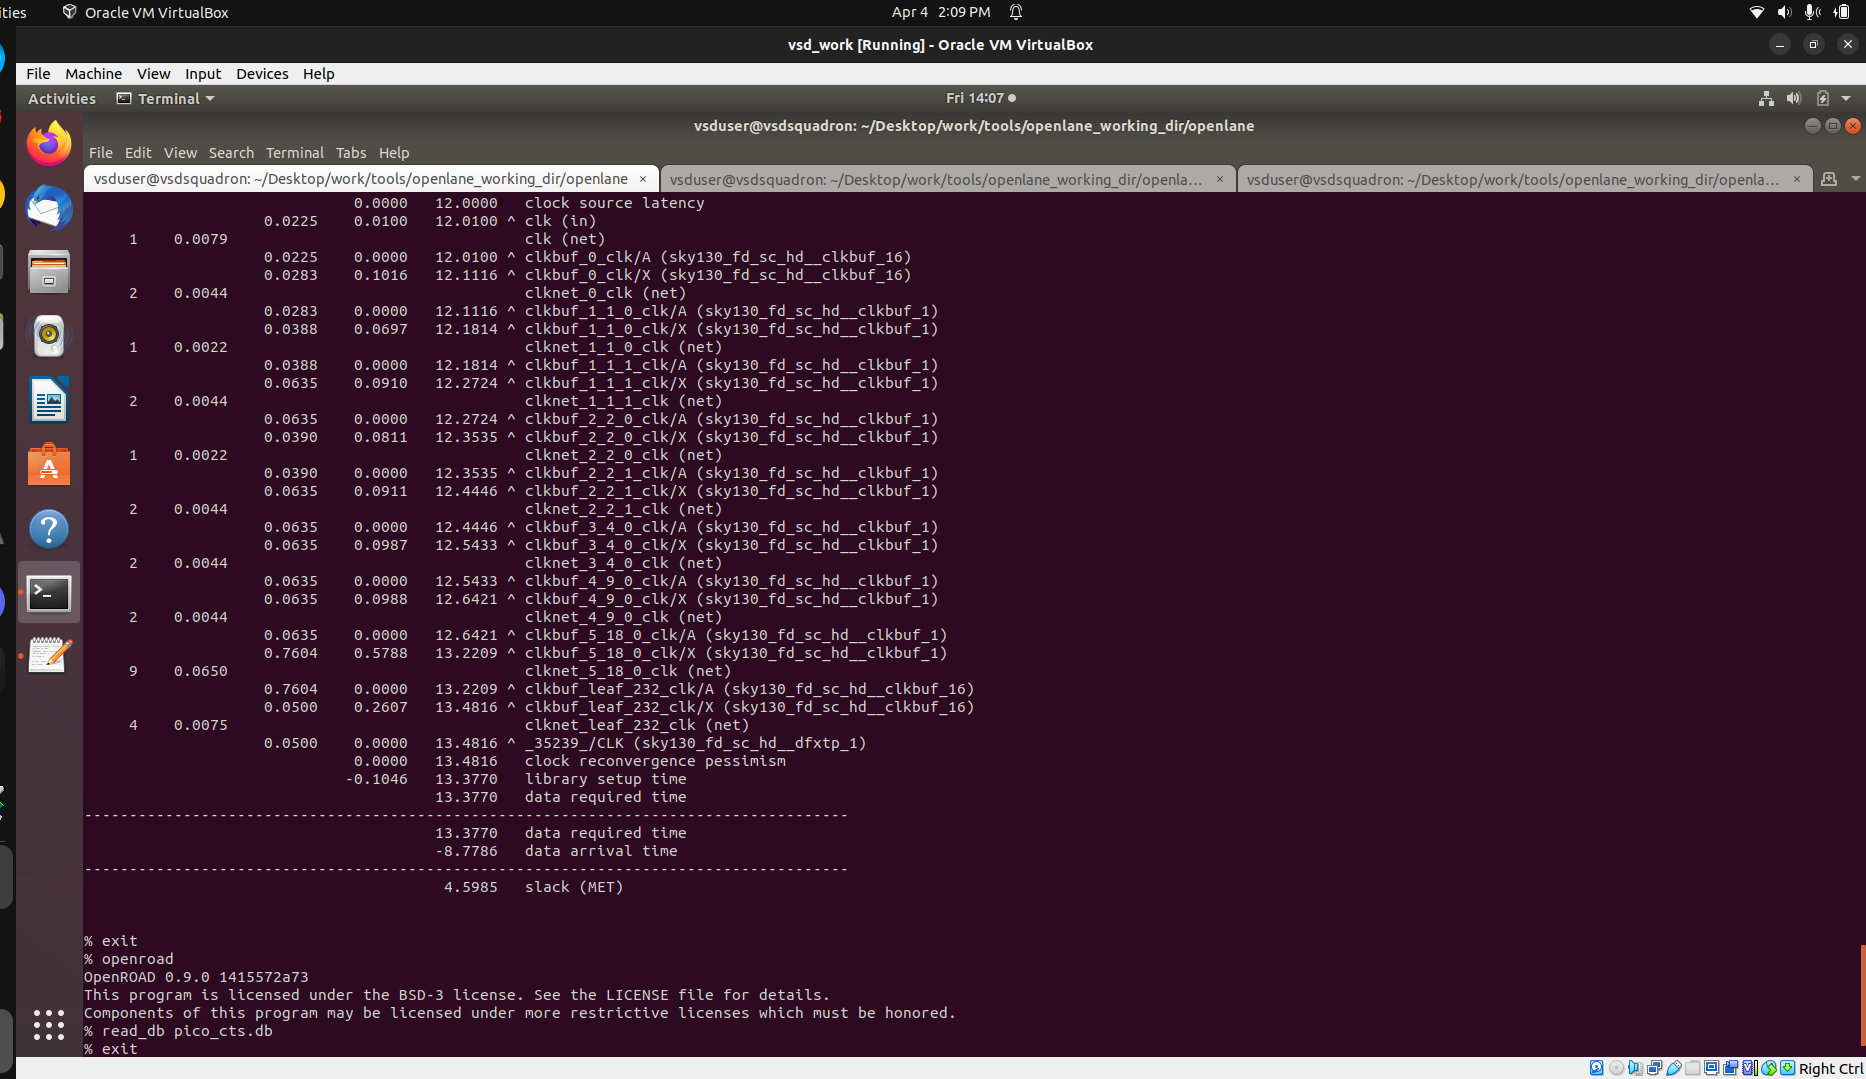 ities
Oracle VM VirtualBox
Apr 4 2:09 PM
vsd_work [Running] - Oracle VM VirtualBox
File Machine View Input Devices Help
Activities Terminal Fri 14:07
vsduser@vsdsquadron: ~/Desktop/work/tools/openlane_working_dir/openlane
File Edit View Search Terminal Tabs Help
vsduser@vsdsquadron: ~/Desktop/work/tools/openlane_working_dir/openlane × vsduser@vsdsquadron: ~/Desktop/work/tools/openlane_working_dir/openla... × vsduser@vsdsquadron: ~/Desktop/work/tools/openlane_working_dir/openla... ×
0.0000 12.0000 clock source latency
0.0225 0.0100 12.0100 ^ clk (in)
1 0.0079 clk (net)
0.0225 0.0000 12.0100 ^ clkbuf_0_clk/A (sky130_fd_sc_hd__clkbuf_16)
0.0283 0.1016 12.1116 ^ clkbuf_0_clk/X (sky130_fd_sc_hd__clkbuf_16)
2 0.0044 clknet_0_clk (net)
0.0283 0.0000 12.1116 ^ clkbuf_1_1_0_clk/A (sky130_fd_sc_hd__clkbuf_1)
0.0388 0.0697 12.1814 ^ clkbuf_1_1_0_clk/X (sky130_fd_sc_hd__clkbuf_1)
1 0.0022 clknet_1_1_0_clk (net)
0.0388 0.0000 12.1814 ^ clkbuf_1_1_1_clk/A (sky130_fd_sc_hd__clkbuf_1)
0.0635 0.0910 12.2724 ^ clkbuf_1_1_1_clk/X (sky130_fd_sc_hd__clkbuf_1)
2 0.0044 clknet_1_1_1_clk (net)
0.0635 0.0000 12.2724 ^ clkbuf_2_2_0_clk/A (sky130_fd_sc_hd__clkbuf_1)
0.0390 0.0811 12.3535 ^ clkbuf_2_2_0_clk/X (sky130_fd_sc_hd__clkbuf_1)
1 0.0022 clknet_2_2_0_clk (net)
0.0390 0.0000 12.3535 ^ clkbuf_2_2_1_clk/A (sky130_fd_sc_hd__clkbuf_1)
0.0635 0.0911 12.4446 ^ clkbuf_2_2_1_clk/X (sky130_fd_sc_hd__clkbuf_1)
2 0.0044 clknet_2_2_1_clk (net)
0.0635 0.0000 12.4446 ^ clkbuf_3_4_0_clk/A (sky130_fd_sc_hd__clkbuf_1)
0.0635 0.0987 12.5433 ^ clkbuf_3_4_0_clk/X (sky130_fd_sc_hd__clkbuf_1)
2 0.0044 clknet_3_4_0_clk (net)
0.0635 0.0000 12.5433 ^ clkbuf_4_9_0_clk/A (sky130_fd_sc_hd__clkbuf_1)
0.0635 0.0988 12.6421 ^ clkbuf_4_9_0_clk/X (sky130_fd_sc_hd__clkbuf_1)
2 0.0044 clknet_4_9_0_clk (net)
0.0635 0.0000 12.6421 ^ clkbuf_5_18_0_clk/A (sky130_fd_sc_hd__clkbuf_1)
0.7604 0.5788 13.2209 ^ clkbuf_5_18_0_clk/X (sky130_fd_sc_hd__clkbuf_1)
9 0.0650 clknet_5_18_0_clk (net)
0.7604 0.0000 13.2209 ^ clkbuf_leaf_232_clk/A (sky130_fd_sc_hd__clkbuf_16)
0.0500 0.2607 13.4816 ^ clkbuf_leaf_232_clk/X (sky130_fd_sc_hd__clkbuf_16)
4 0.0075 clknet_leaf_232_clk (net)
0.0500 0.0000 13.4816 ^ _35239_/CLK (sky130_fd_sc_hd__dfxtp_1)
0.0000 13.4816 clock reconvergence pessimism
-0.1046 13.3770 library setup time
13.3770 data required time
-------------------------------------------------------------------------------------
13.3770 data required time
-8.7786 data arrival time
-------------------------------------------------------------------------------------
4.5985 slack (MET)
% exit
% openroad
OpenROAD 0.9.0 1415572a73
This program is licensed under the BSD-3 license. See the LICENSE file for details.
Components of this program may be licensed under more restrictive licenses which must be honored.
% read_db pico_cts.db
% exit
Right Ctrl